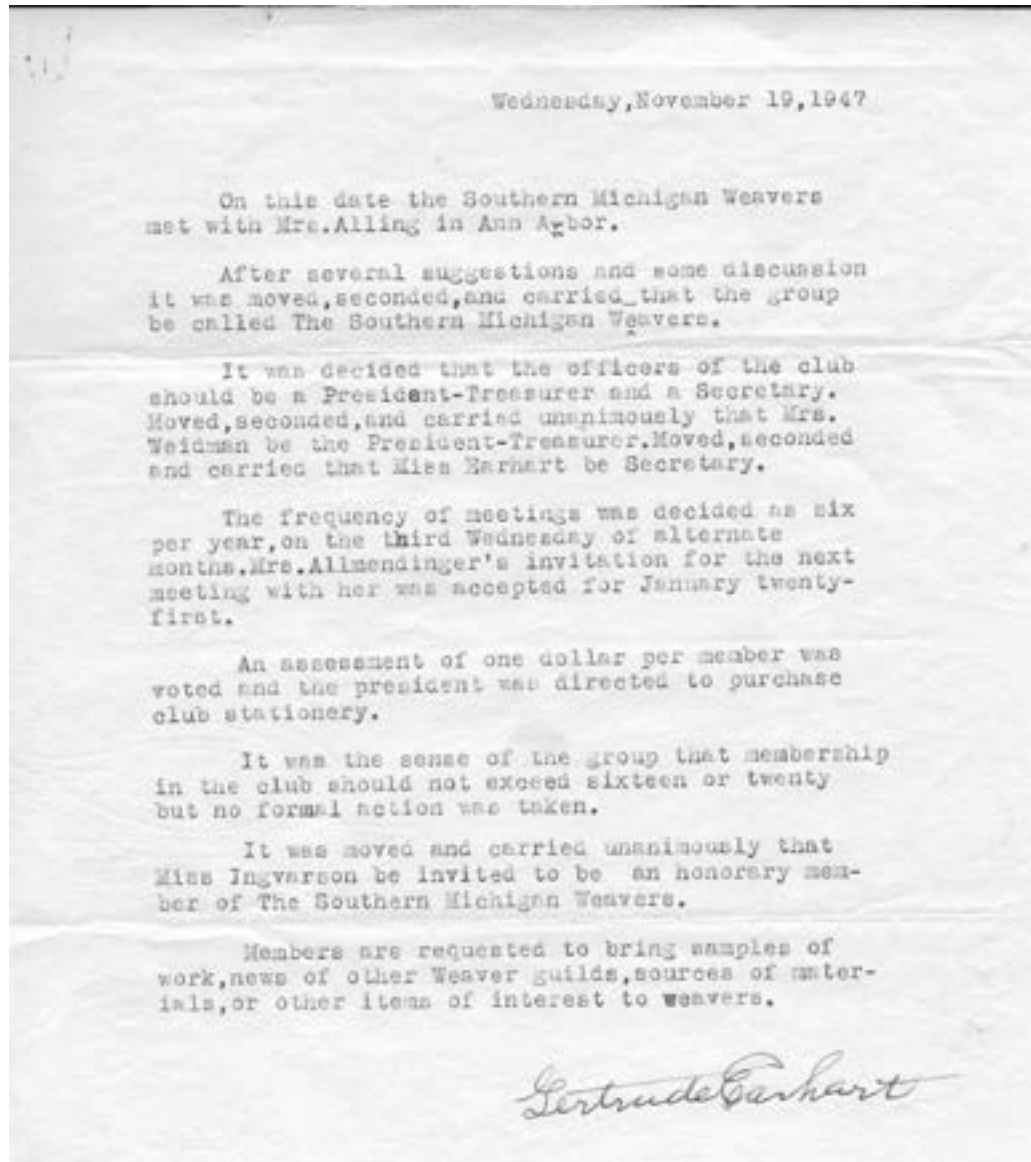 Wednesday,November 19,1947
On this date the Southern Michigan Weavers
met with Mrs.Alling in Ann Arbor.
After several suggestions and some discussion
it was moved,seconded,and carried that the group
be called The Southern Michigan Weavers.
It was decided that the officers of the club
should be a President-Treasurer and a Secretary.
Moved,seconded,and carried unanimously that Mrs.
Weidman be the President-Treasurer.Moved,seconded
and carried that Miss Earhart be Secretary.
The frequency of meetings was decided as six
per year,on the third Wednesday of alternate
months.Mrs.Allmendinger's invitation for the next
meeting with her was accepted for January twenty-
first.
An assessment of one dollar per member was
voted and the president was directed to purchase
club stationery.
It was the sense of the group that membership
in the club should not exceed sixteen or twenty
but no formal action was taken.
It was moved and carried unanimously that
Miss Ingvarson be invited to be an honorary mem-
ber of The Southern Michigan Weavers.
Members are requested to bring samples of
work,news of other Weaver guilds,sources of mater-
ials,or other items of interest to weavers.
Gertrude Earhart